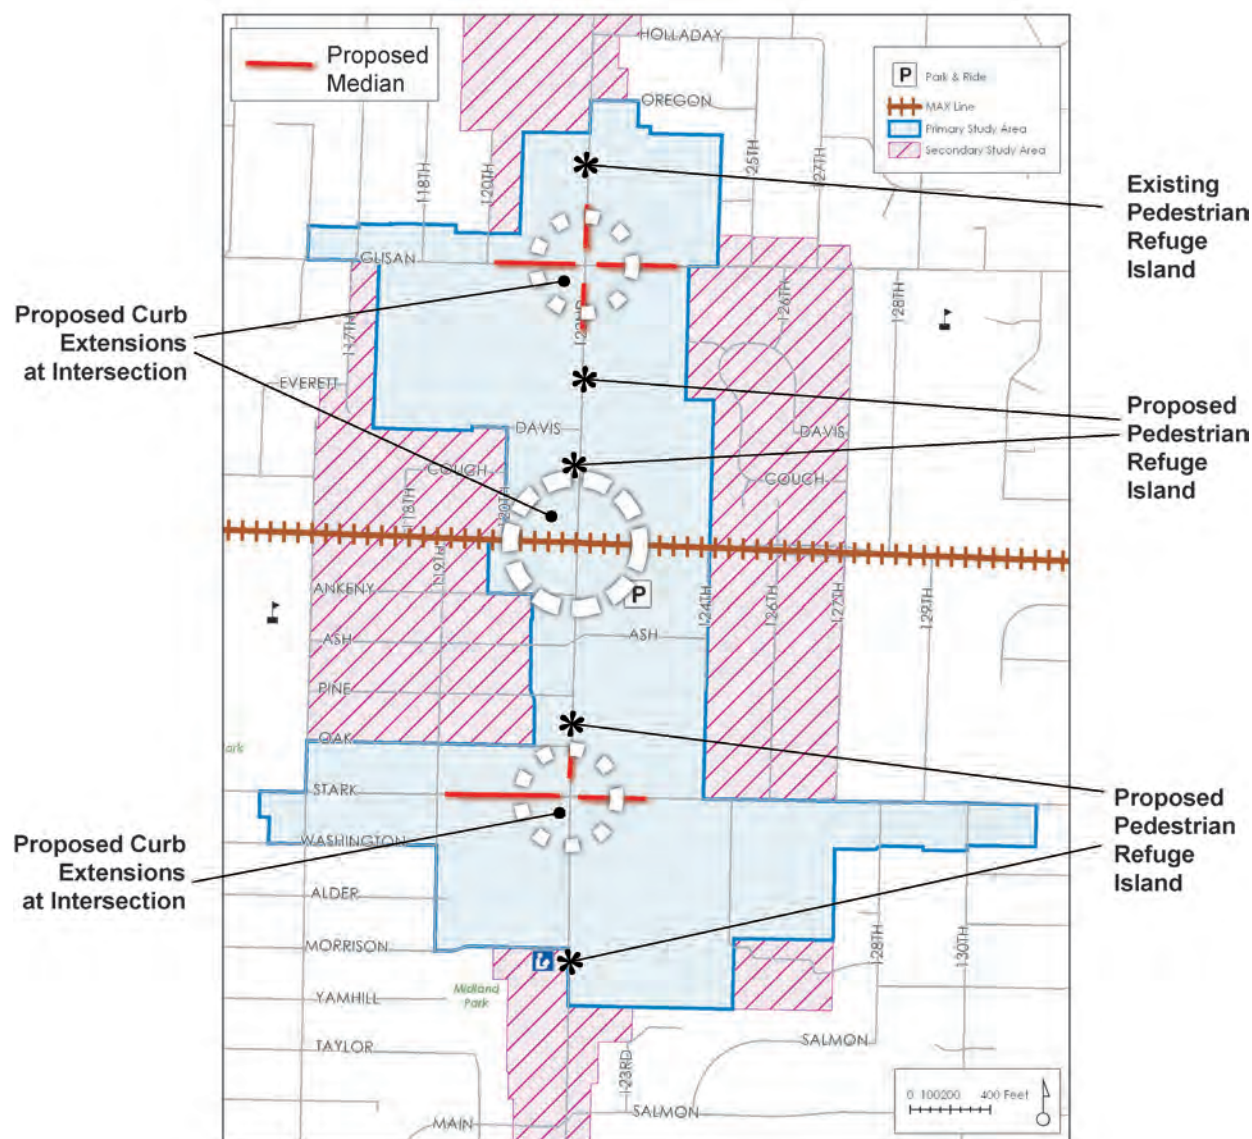 Proposed
Median
P
Park & Ride
MAX Line
Primary Study Area
Secondary Study Area
HOLLADAY
OREGON
118TH
120TH
25TH
127TH
Existing
Pedestrian
Refuge
Island
GLISAN
Proposed Curb
Extensions
at Intersection
117TH
122ND
126TH
128TH
EVERETT
DAVIS
DAVIS
Proposed
Pedestrian
Refuge
Island
COUCH
COUCH
118TH
120TH
119TH
ANKENY
P
124TH
126TH
127TH
129TH
ASH
ASH
PINE
OAK
ark
STARK
WASHINGTON
Proposed
Pedestrian
Refuge
Island
Proposed Curb
Extensions
at Intersection
ALDER
MORRISON
128TH
130TH
Midland
Park
YAMHILL
TAYLOR
SALMON
123RD
SALMON
MAIN
0 100200 400 Feet